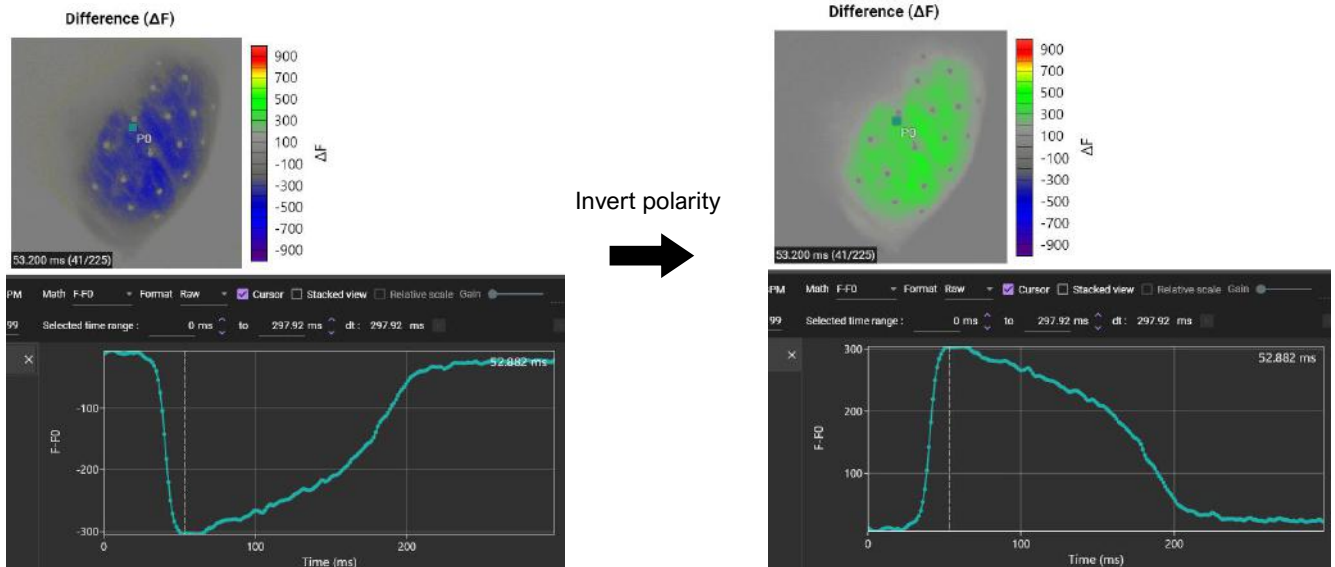 Difference (ΔF)
900
700
500
300
100
-100
-300
-500
-700
-900
ΔF
P0
53.200 ms (41/225)
PM Math F-F0 Format Raw Cursor Stacked view Relative scale Gain
99 Selected time range : 0 ms to 297.92 ms dt : 297.92 ms
52.882 ms
-100
-200
-300
F-F0
0 100 200
Time (ms)
Invert polarity
Difference (ΔF)
900
700
500
300
100
-100
-300
-500
-700
-900
ΔF
P0
53.200 ms (41/225)
PM Math F-F0 Format Raw Cursor Stacked view Relative scale Gain
99 Selected time range : 0 ms to 297.92 ms dt : 297.92 ms
52.882 ms
300
200
100
F-F0
0 100 200
Time (ms)